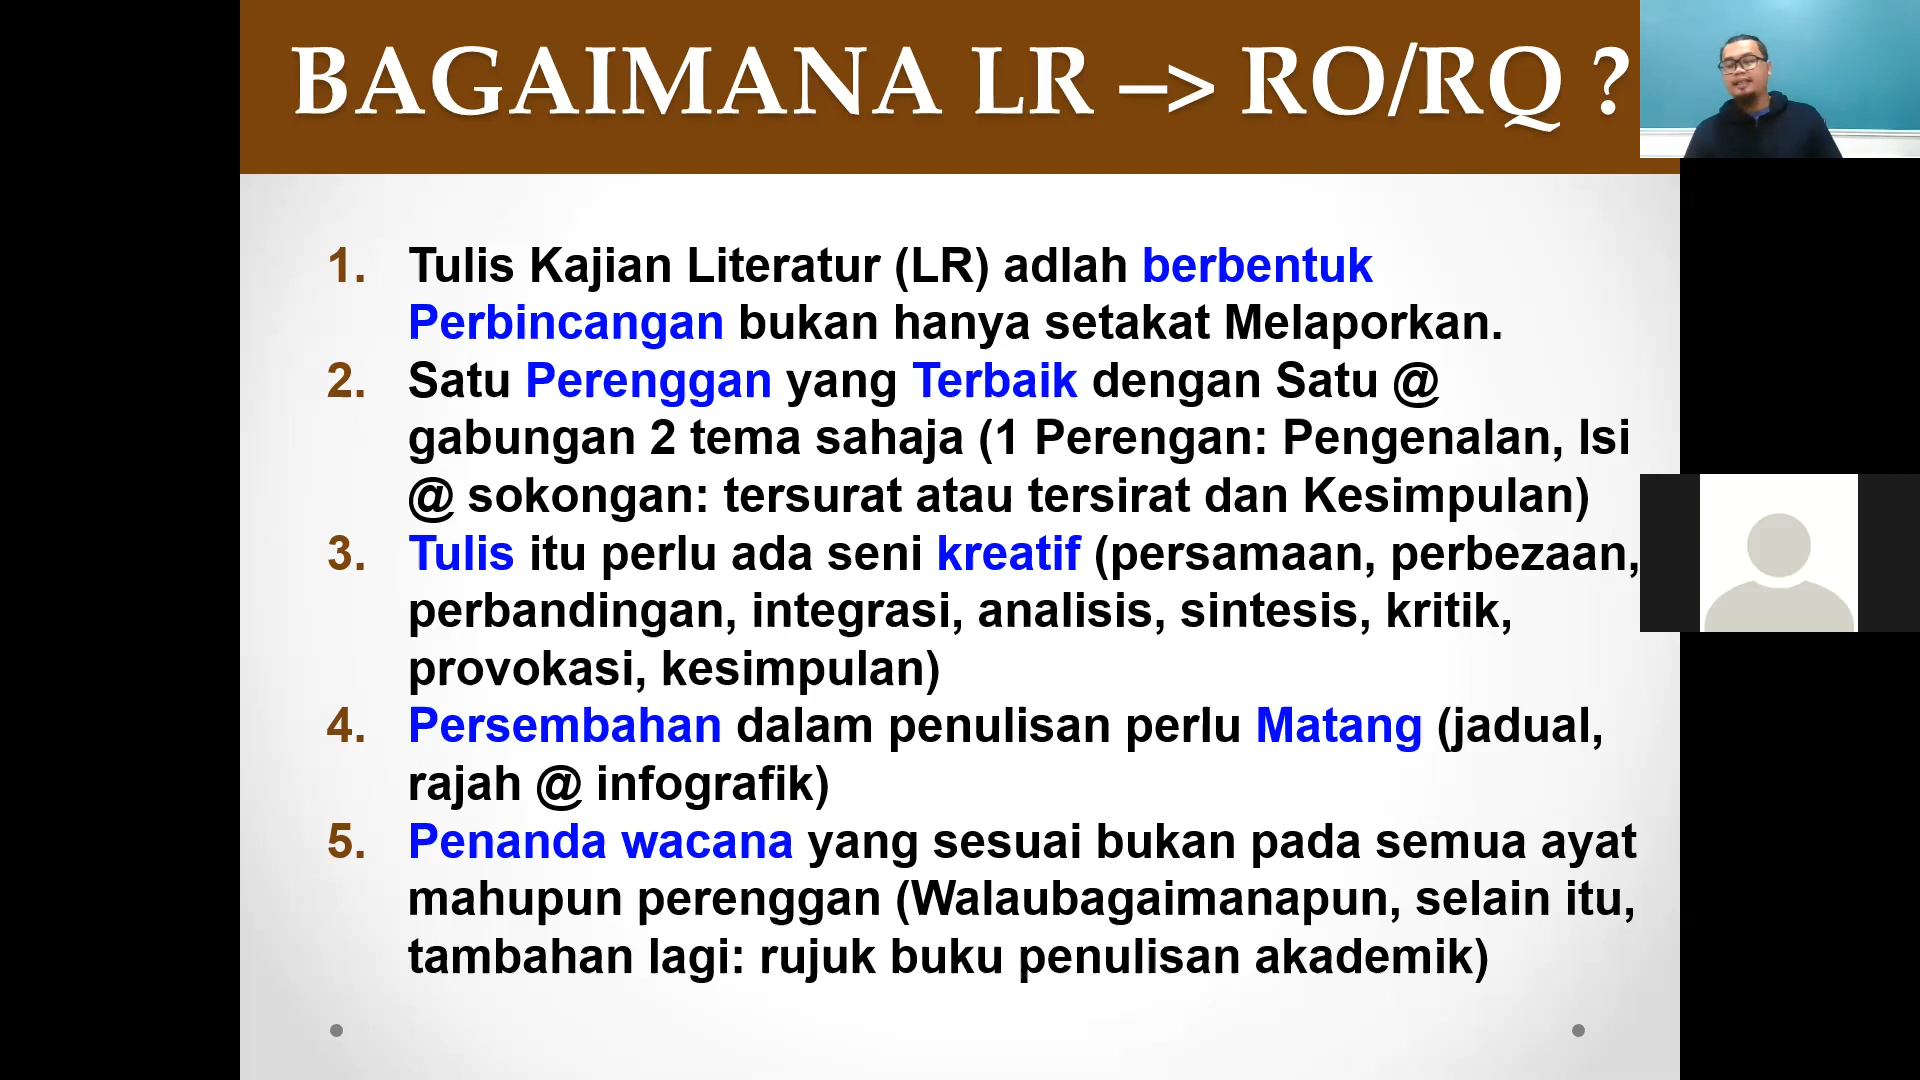 BAGAIMANA LR –> RO/RQ ?
1. Tulis Kajian Literatur (LR) adlah berbentuk
Perbincangan bukan hanya setakat Melaporkan.
2. Satu Perenggan yang Terbaik dengan Satu @
gabungan 2 tema sahaja (1 Perengan: Pengenalan, Isi
@ sokongan: tersurat atau tersirat dan Kesimpulan)
3. Tulis itu perlu ada seni kreatif (persamaan, perbezaan,
perbandingan, integrasi, analisis, sintesis, kritik,
provokasi, kesimpulan)
4. Persembahan dalam penulisan perlu Matang (jadual,
rajah @ infografik)
5. Penanda wacana yang sesuai bukan pada semua ayat
mahupun perenggan (Walaubagaimanapun, selain itu,
tambahan lagi: rujuk buku penulisan akademik)